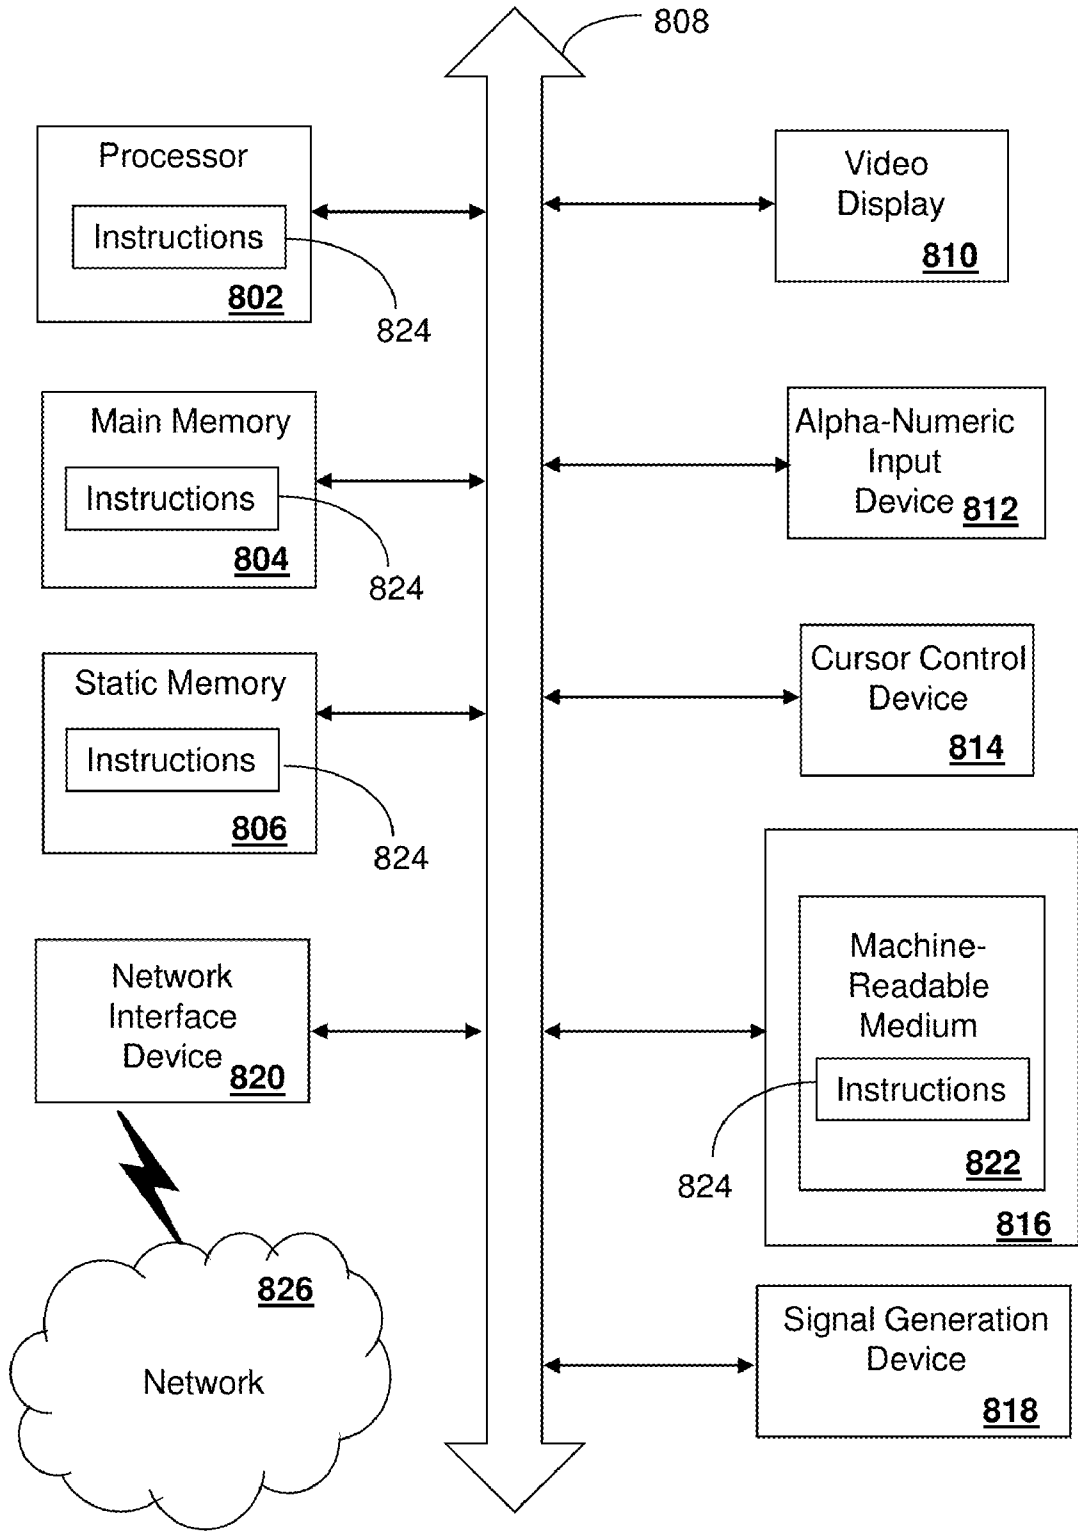 808
Processor
Instructions
802
824
Main Memory
Instructions
804
824
Static Memory
Instructions
806
824
Network
Interface
Device
820
826
Network
Video
Display
810
Alpha-Numeric
Input
Device 812
Cursor Control
Device
814
Machine-
Readable
Medium
Instructions
824
822
816
Signal Generation
Device
818